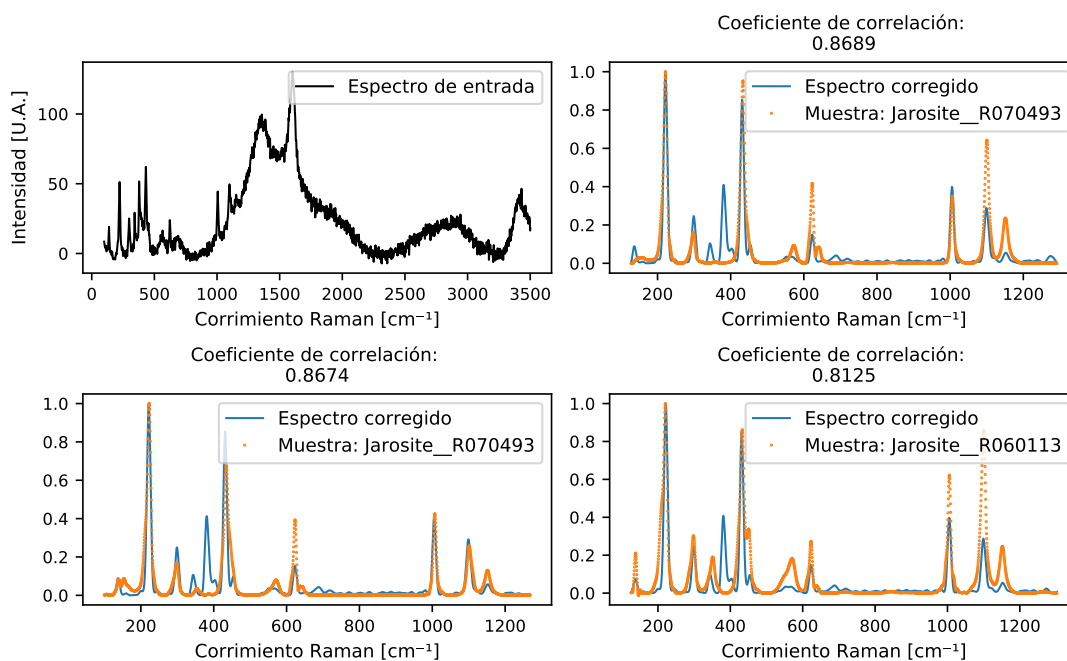 Espectro de entrada
Intensidad [U.A.]
100
50
0
0 500 1000 1500 2000 2500 3000 3500
Corrimiento Raman [cm⁻¹]
Coeficiente de correlación:
0.8689
Espectro corregido
Muestra: Jarosite__R070493
1.0
0.8
0.6
0.4
0.2
0.0
200 400 600 800 1000 1200
Corrimiento Raman [cm⁻¹]
Coeficiente de correlación:
0.8674
Espectro corregido
Muestra: Jarosite__R070493
1.0
0.8
0.6
0.4
0.2
0.0
200 400 600 800 1000 1200
Corrimiento Raman [cm⁻¹]
Coeficiente de correlación:
0.8125
Espectro corregido
Muestra: Jarosite__R060113
1.0
0.8
0.6
0.4
0.2
0.0
200 400 600 800 1000 1200
Corrimiento Raman [cm⁻¹]